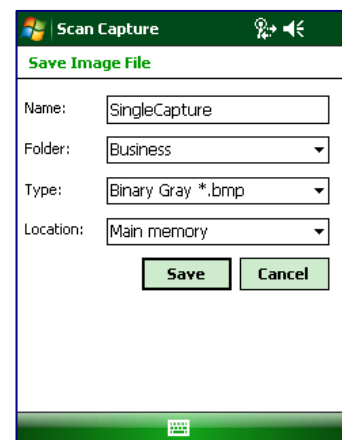 Scan Capture
Save Image File
Name: SingleCapture
Folder: Business
Type: Binary Gray *.bmp
Location: Main memory
Save Cancel